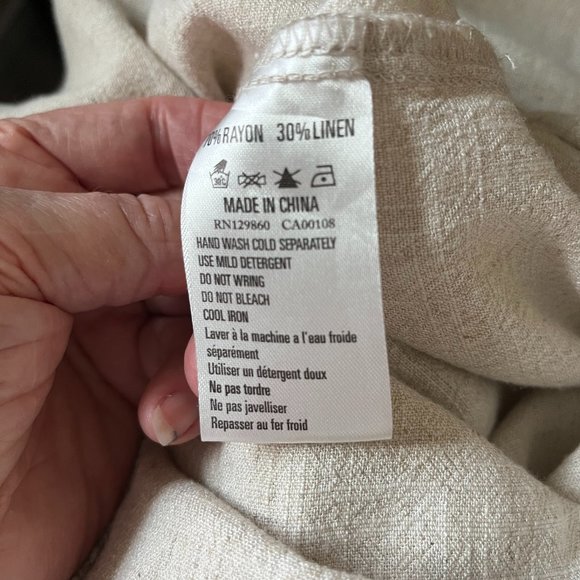 70% RAYON 30% LINEN
30°C
MADE IN CHINA
RN129860 CA00108
HAND WASH COLD SEPARATELY
USE MILD DETERGENT
DO NOT WRING
DO NOT BLEACH
COOL IRON
Laver à la machine a l'eau froide
séparément
Utiliser un détergent doux
Ne pas tordre
Ne pas javelliser
Repasser au fer froid